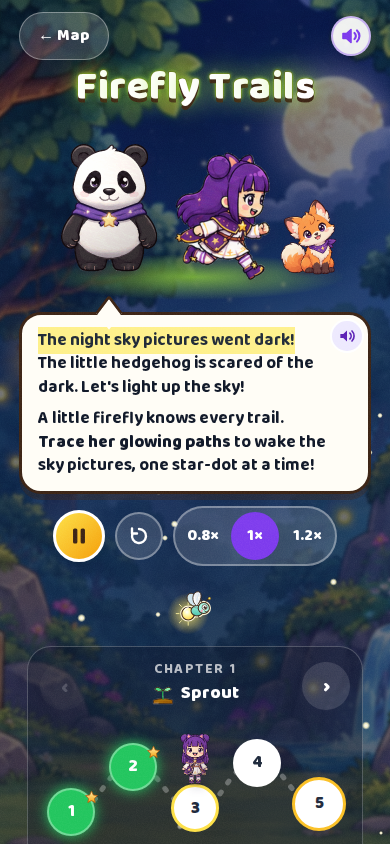 ← Map
Firefly Trails
The night sky pictures went dark!
The little hedgehog is scared of the
dark. Let's light up the sky!
A little firefly knows every trail.
Trace her glowing paths to wake the
sky pictures, one star-dot at a time!
0.8× 1× 1.2×
CHAPTER 1
‹ Sprout ›
1 2 3 4 5